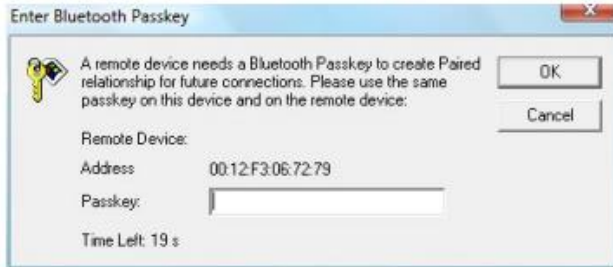 Enter Bluetooth Passkey
A remote device needs a Bluetooth Passkey to create Paired
relationship for future connections. Please use the same
passkey on this device and on the remote device:
OK
Cancel
Remote Device:
Address 00:12:F3:06:72:79
Passkey:
Time Left: 19 s